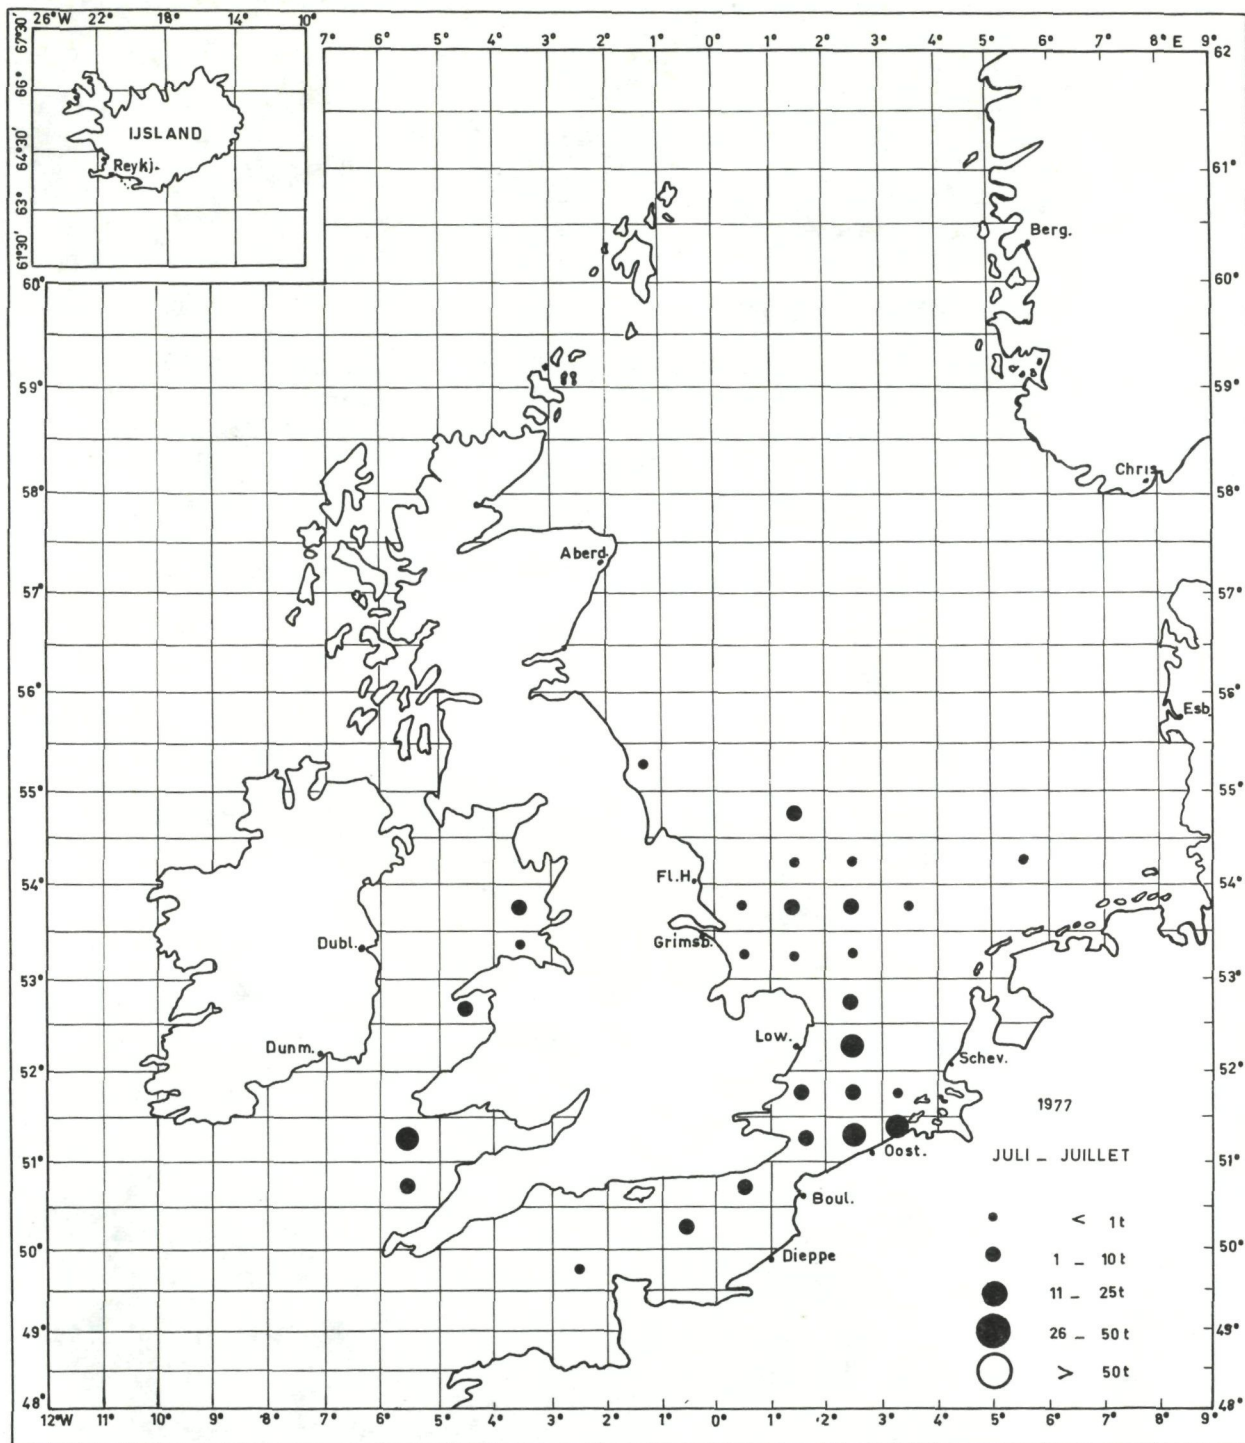 26°W 22° 18° 14° 10°
67°30'
66°
64°30'
63°
61°30'
IJSLAND
Reykj.
7° 6° 5° 4° 3° 2° 1° 0° 1° 2° 3° 4° 5° 6° 7° 8° E 9°
62
61°
60° 60°
59° 59°
58° 58°
57° 57°
56° 56°
55° 55°
54° 54°
53° 53°
52° 52°
51° 51°
50° 50°
49° 49°
48° 48°
Berg.
Chris
Aberd.
Esb
Fl.H.
Grimsb.
Dubl.
Low.
Dunm.
Schev.
Oost.
Boul.
Dieppe
1977
JULI _ JUILLET
< 1t
1 _ 10t
11 _ 25t
26 _ 50t
> 50t
12°W 10° 9° 8° 7° 6° 5° 4° 3° 2° 1° 0° 1° 2° 3° 4° 5° 6° 7° 8° 9°